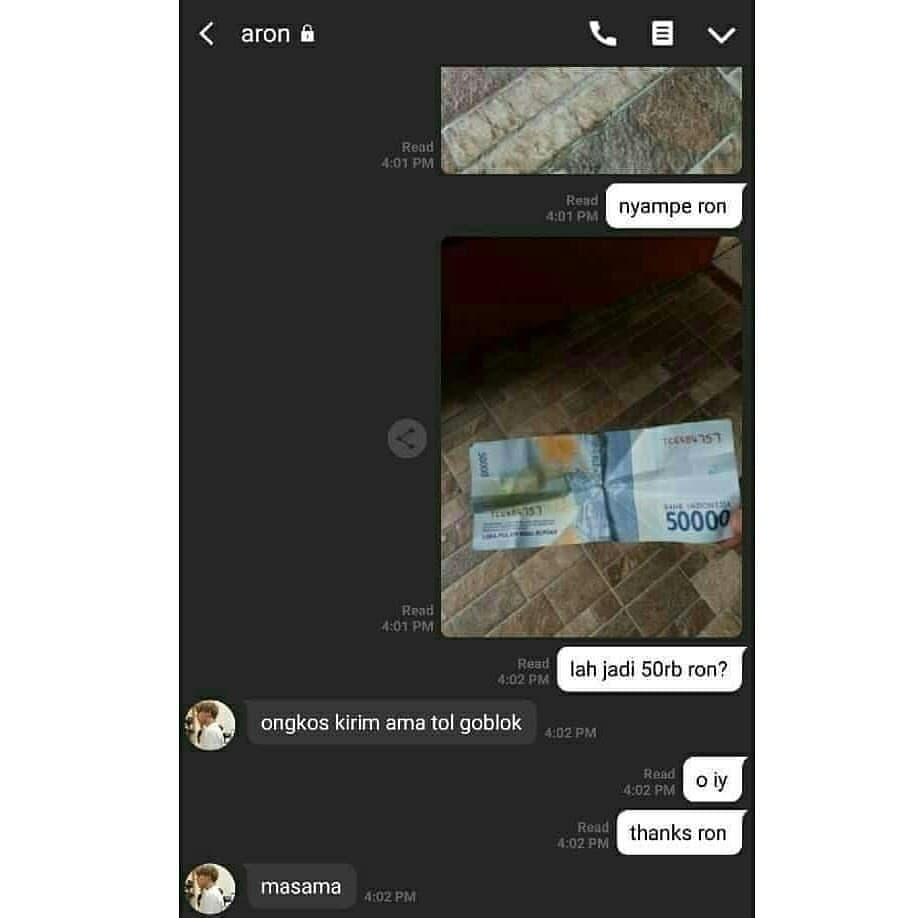 aron
Read
4:01 PM
Read
4:01 PM
nyampe ron
50000
BANK INDONESIA
50000
Read
4:01 PM
Read
4:02 PM
lah jadi 50rb ron?
ongkos kirim ama tol goblok
4:02 PM
Read
4:02 PM
o iy
Read
4:02 PM
thanks ron
masama
4:02 PM